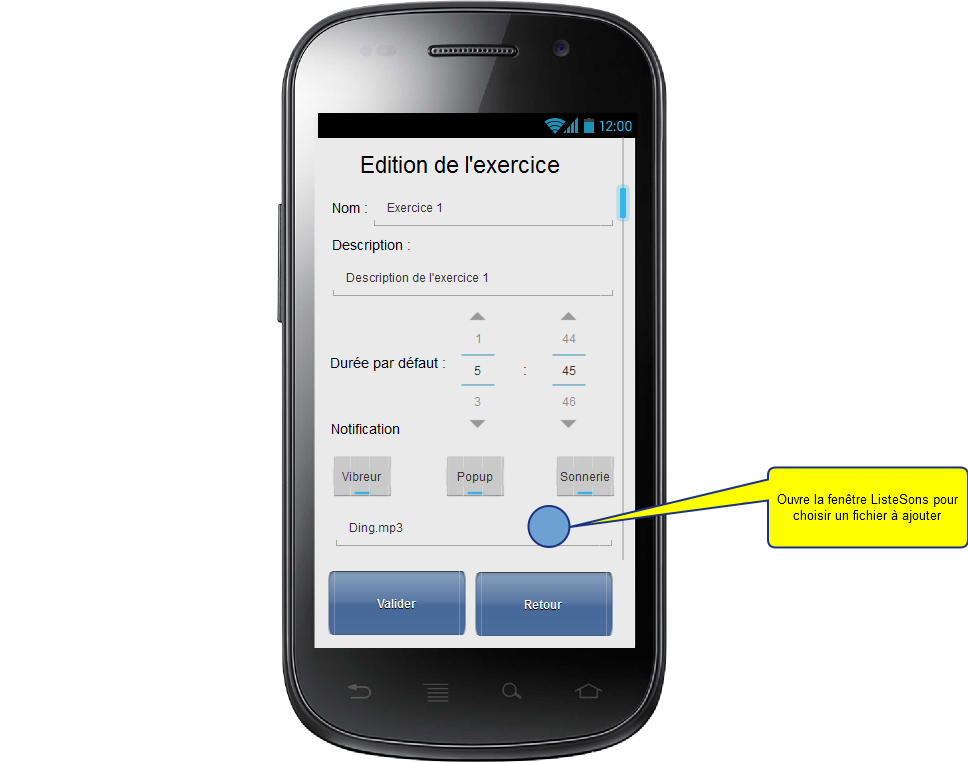 12:00
Edition de l'exercice
Nom : Exercice 1
Description :
Description de l'exercice 1
1 44
Durée par défaut : 5 : 45
3 46
Notification
Vibreur Popup Sonnerie
Ding.mp3
Valider Retour
Ouvre la fenêtre ListeSons pour
choisir un fichier à ajouter